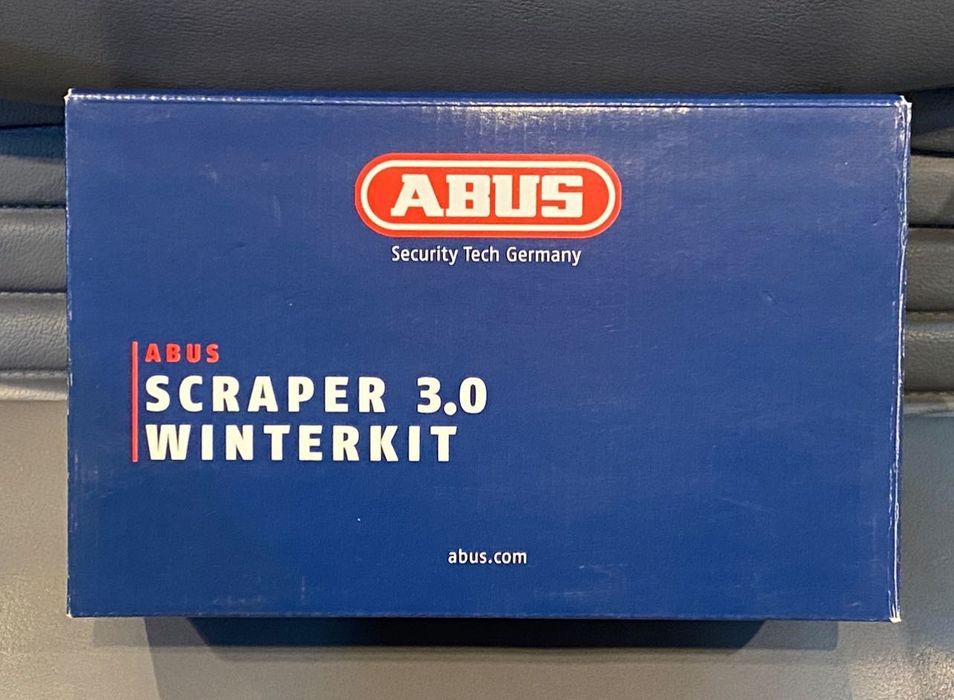 ABUS
Security Tech Germany
ABUS
SCRAPER 3.0
WINTERKIT
abus.com